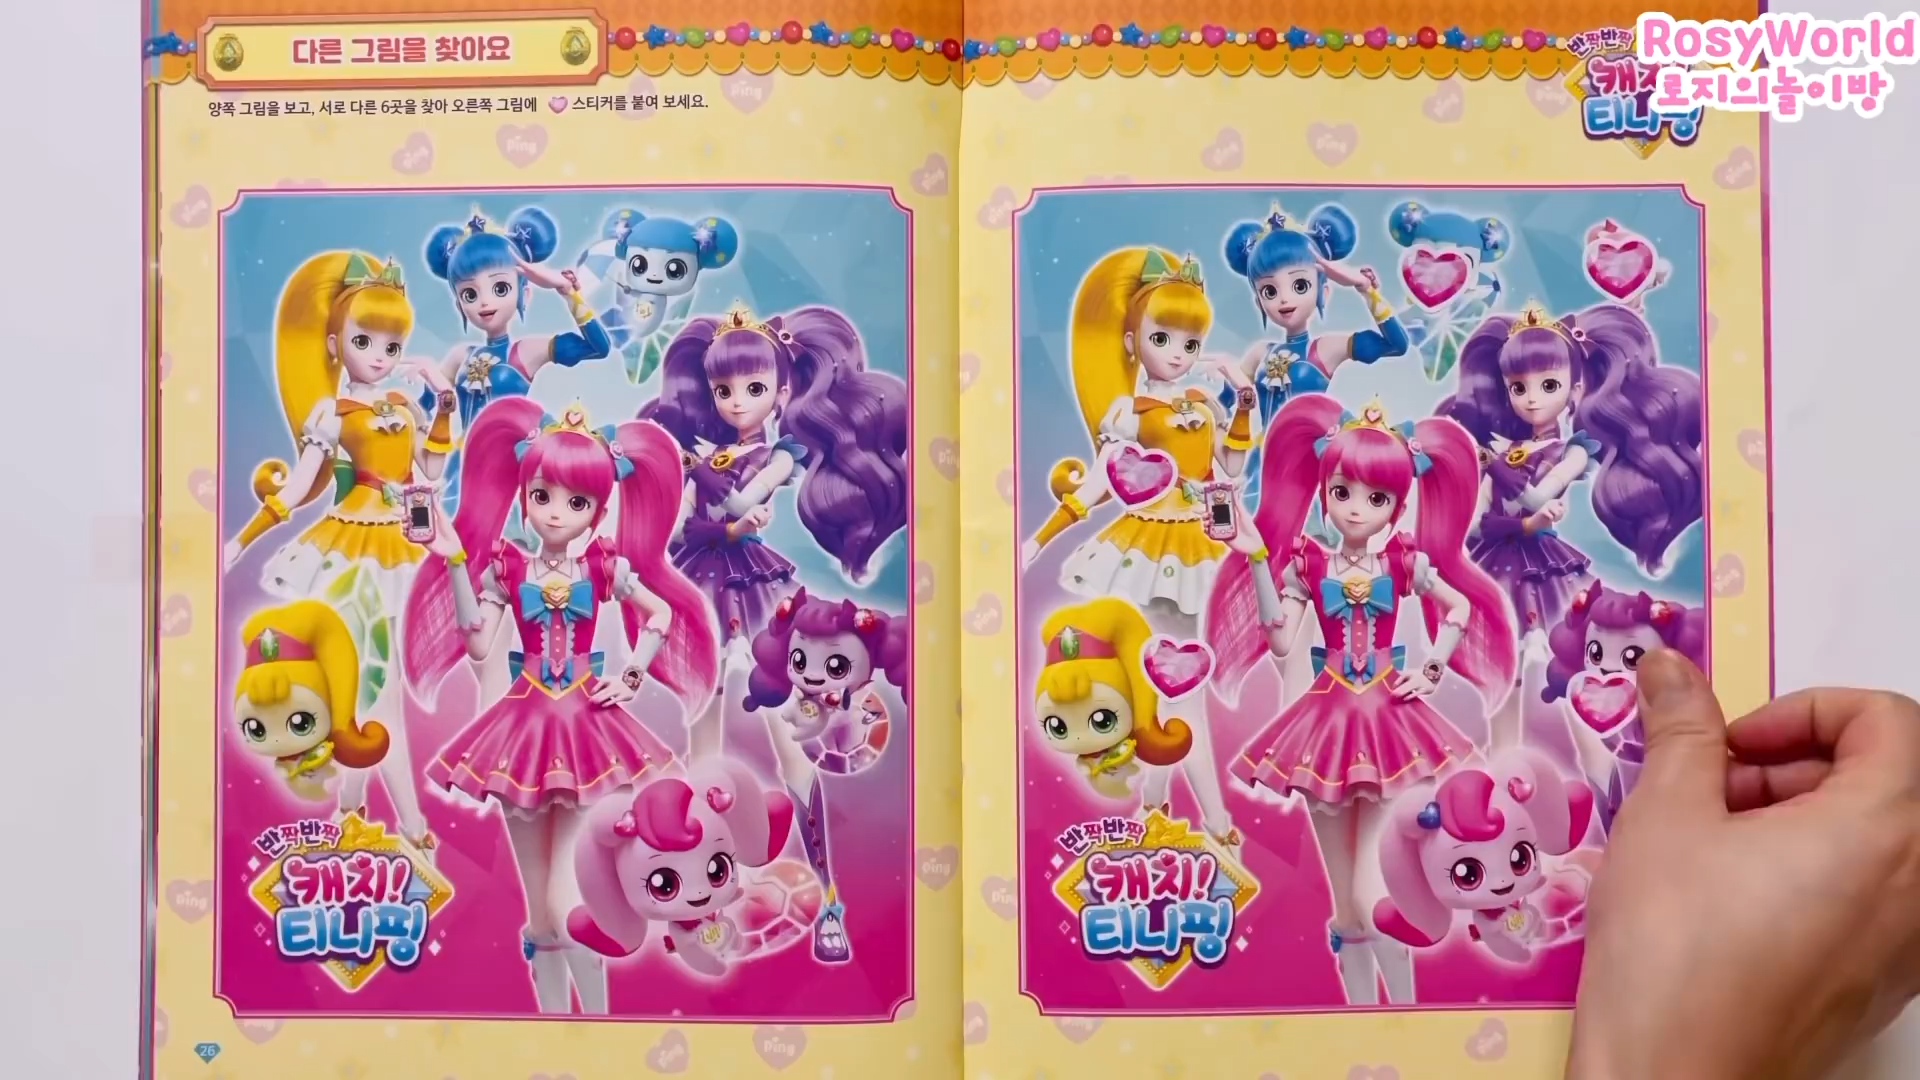 다른 그림을 찾아요
양쪽 그림을 보고, 서로 다른 6곳을 찾아 오른쪽 그림에 스티커를 붙여 보세요.
RosyWorld
로지의놀이방
반짝반짝
캐치!
티니핑
반짝반짝
캐치!
티니핑
반짝반짝
티니핑
26